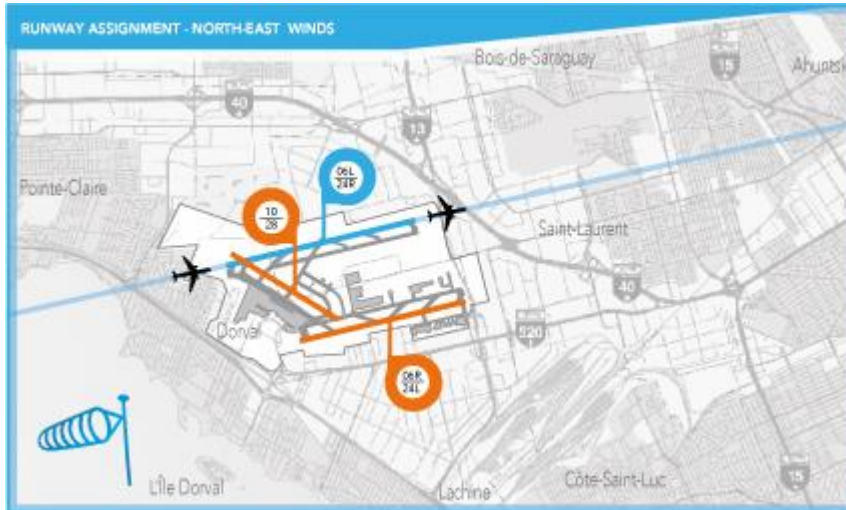 RUNWAY ASSIGNMENT - NORTH-EAST WINDS
Bois-de-Saraguay
15
Ahunts
40
13
Pointe-Claire
06L
24R
10
28
Saint-Laurent
40
Dorval
520
06R
24L
L'Île Dorval
Lachine
Côte-Saint-Luc
15